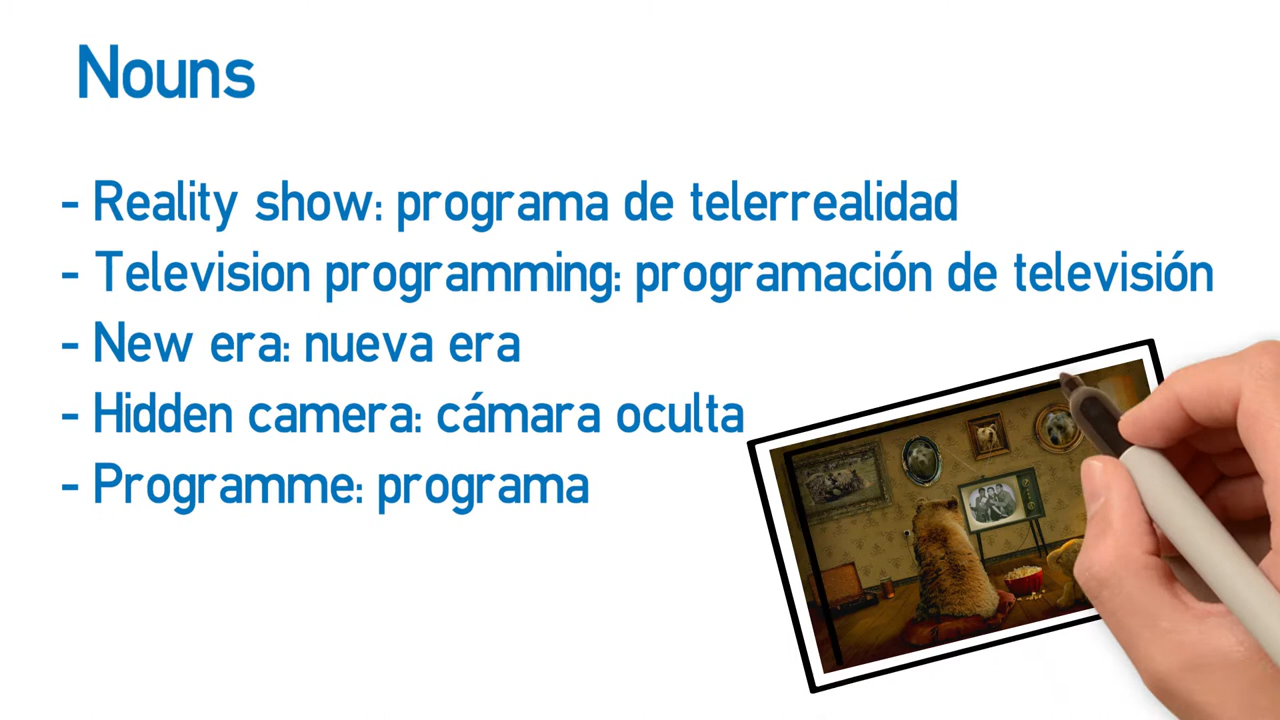 Nouns
- Reality show: programa de telerrealidad
- Television programming: programación de televisión
- New era: nueva era
- Hidden camera: cámara oculta
- Programme: programa